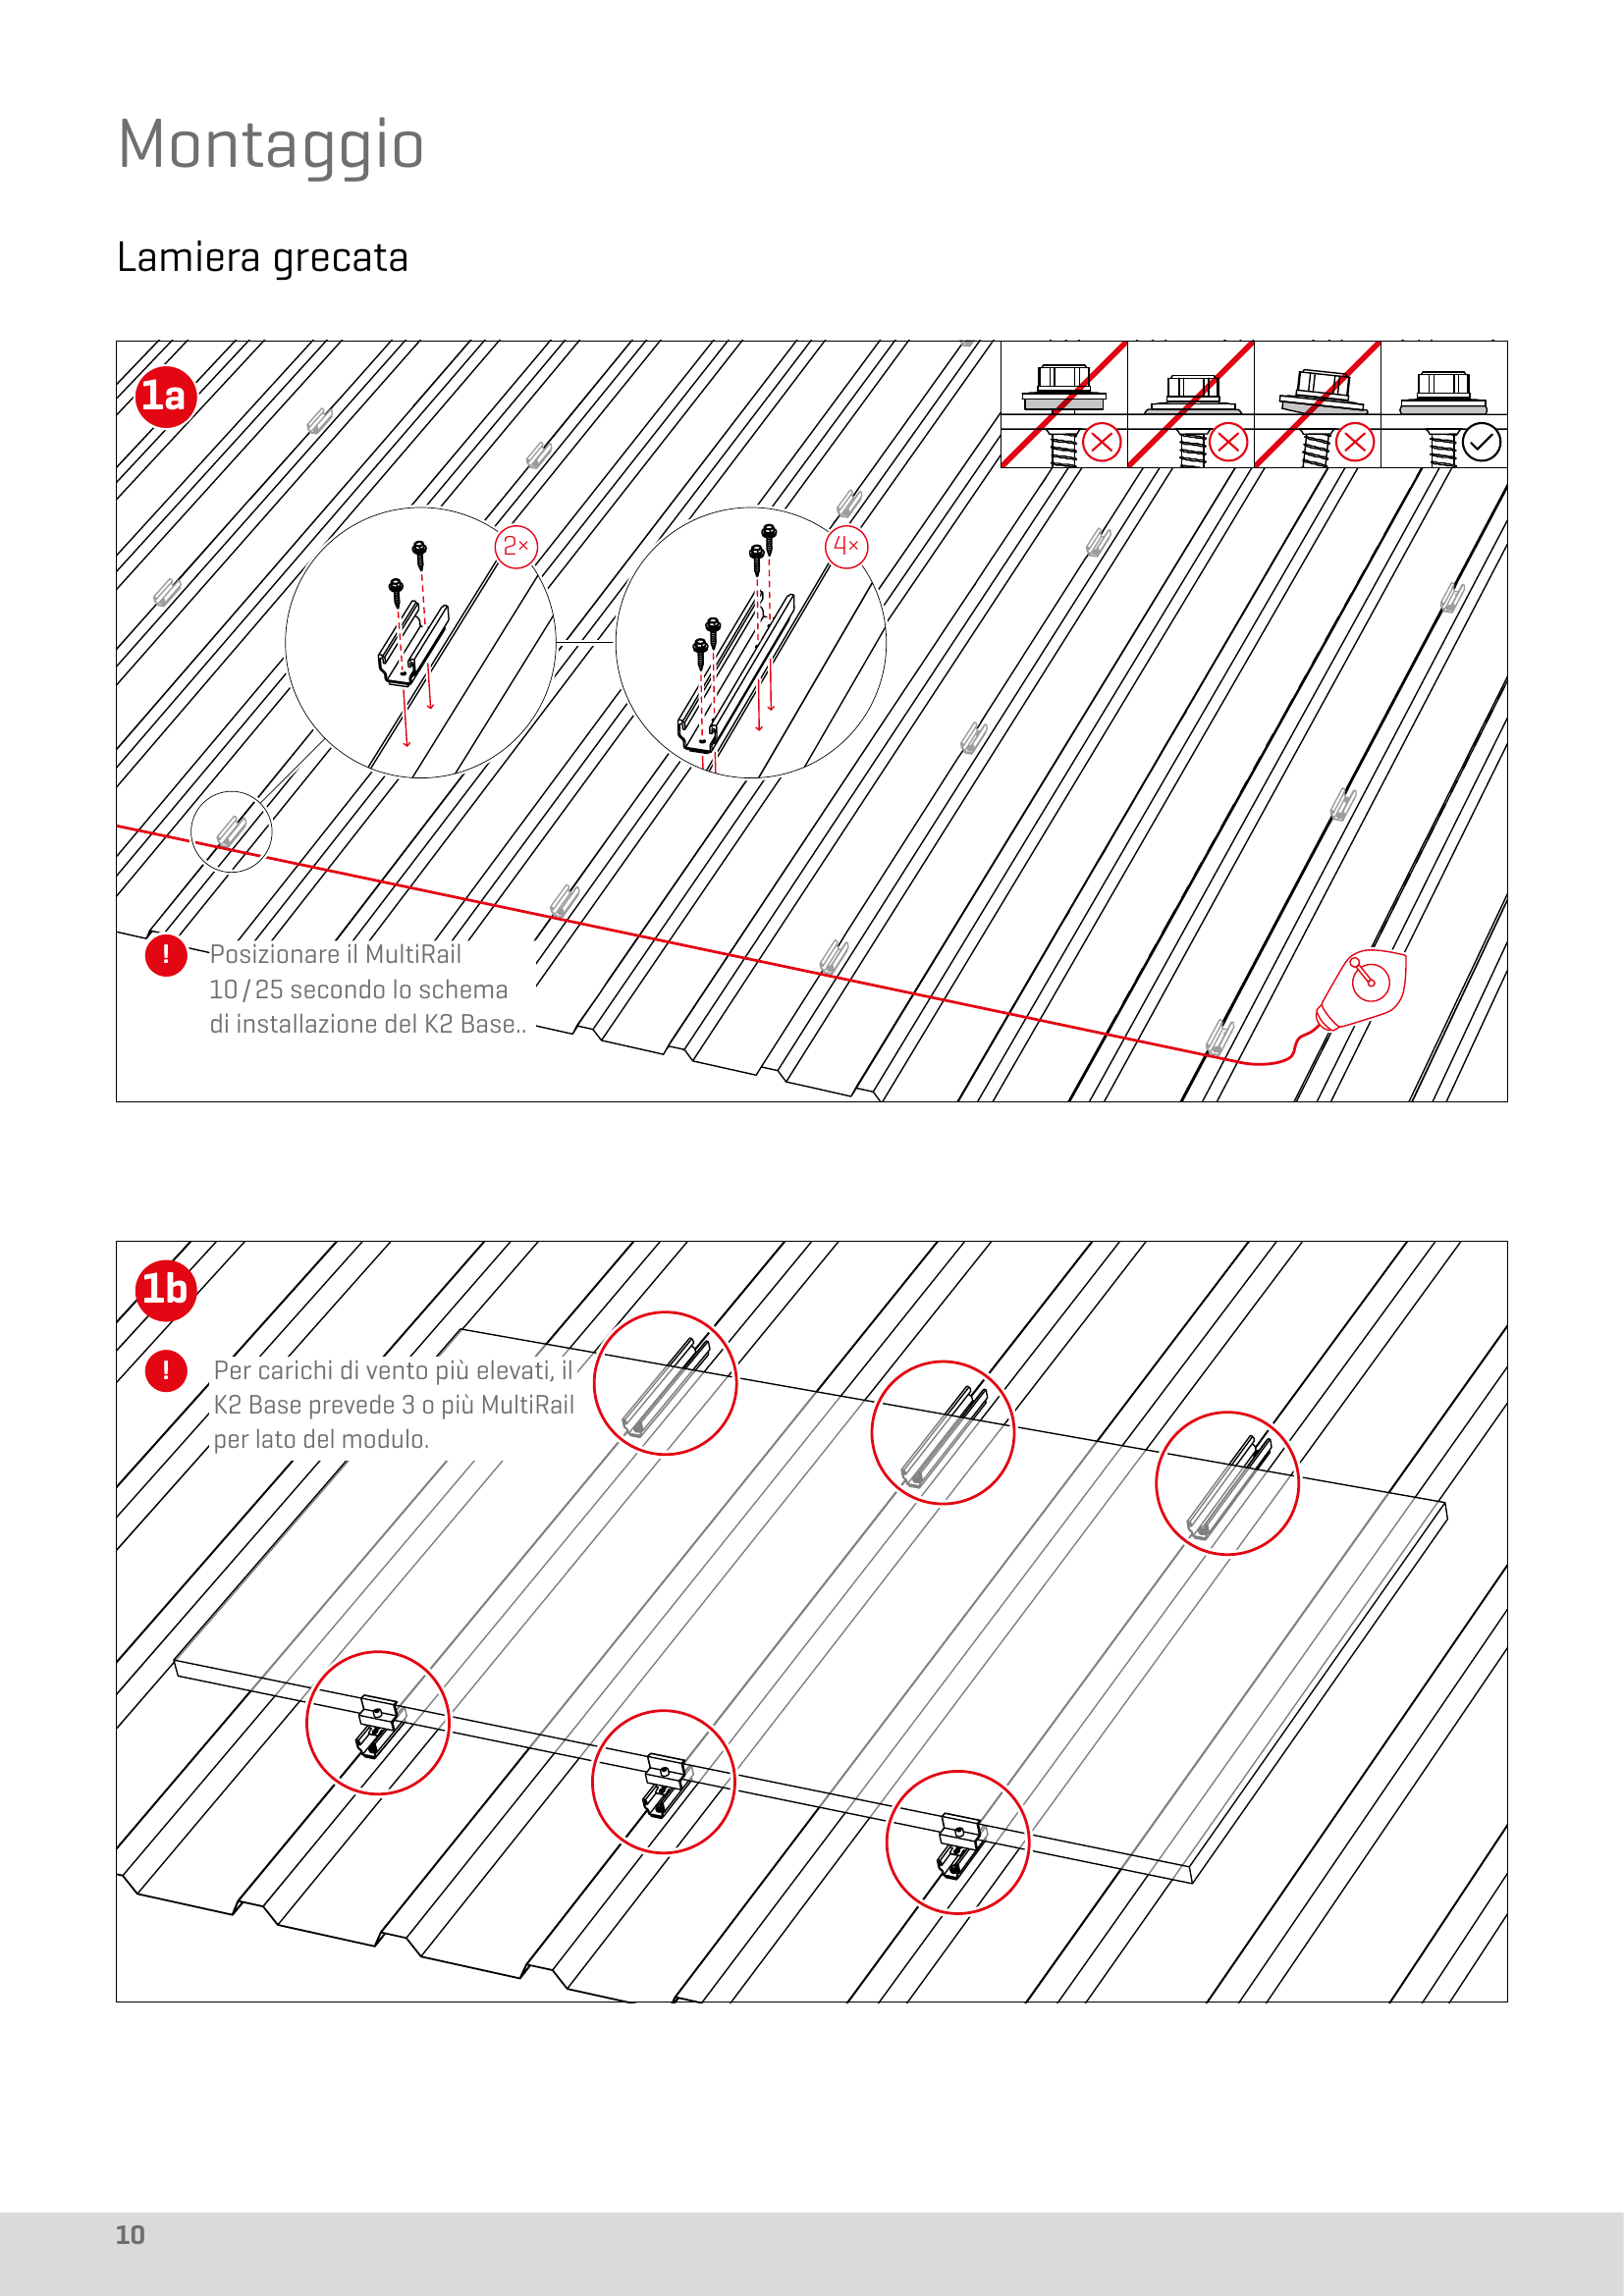 Montaggio
Lamiera grecata
1a
2×
4×
!
Posizionare il MultiRail
10 / 25 secondo lo schema
di installazione del K2 Base..
1b
!
Per carichi di vento più elevati, il
K2 Base prevede 3 o più MultiRail
per lato del modulo.
10